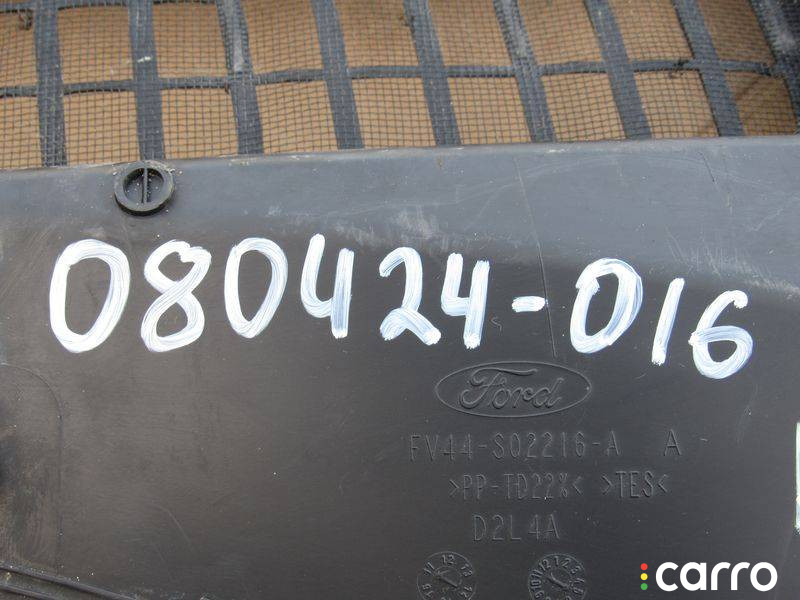 080424-016
Ford
FV44-S02216-A A
>PP-TD22%< >TES<
D2L4A
carro